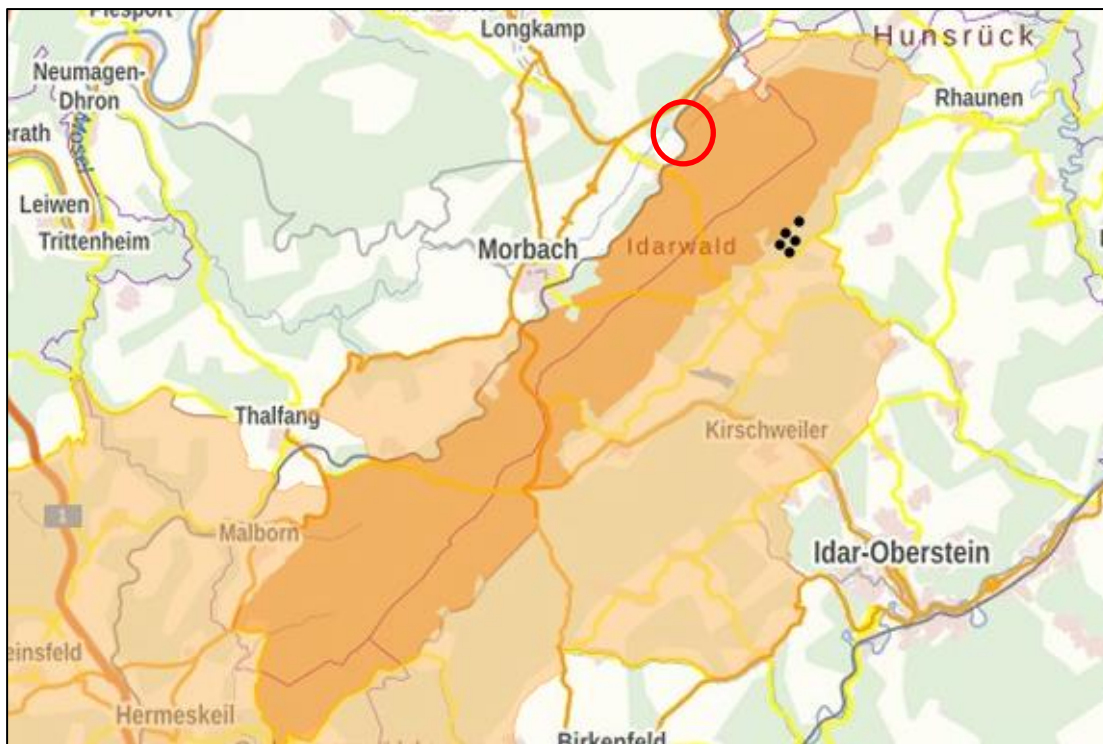 Longkamp
Hunsrück
Neumagen-
Dhron
Rhaunen
erath
Mosel
Leiwen
Trittenheim
Morbach
Idarwald
Thalfang
Kirschweiler
1
Malborn
Idar-Oberstein
einsfeld
Hermeskeil
Birkenfeld